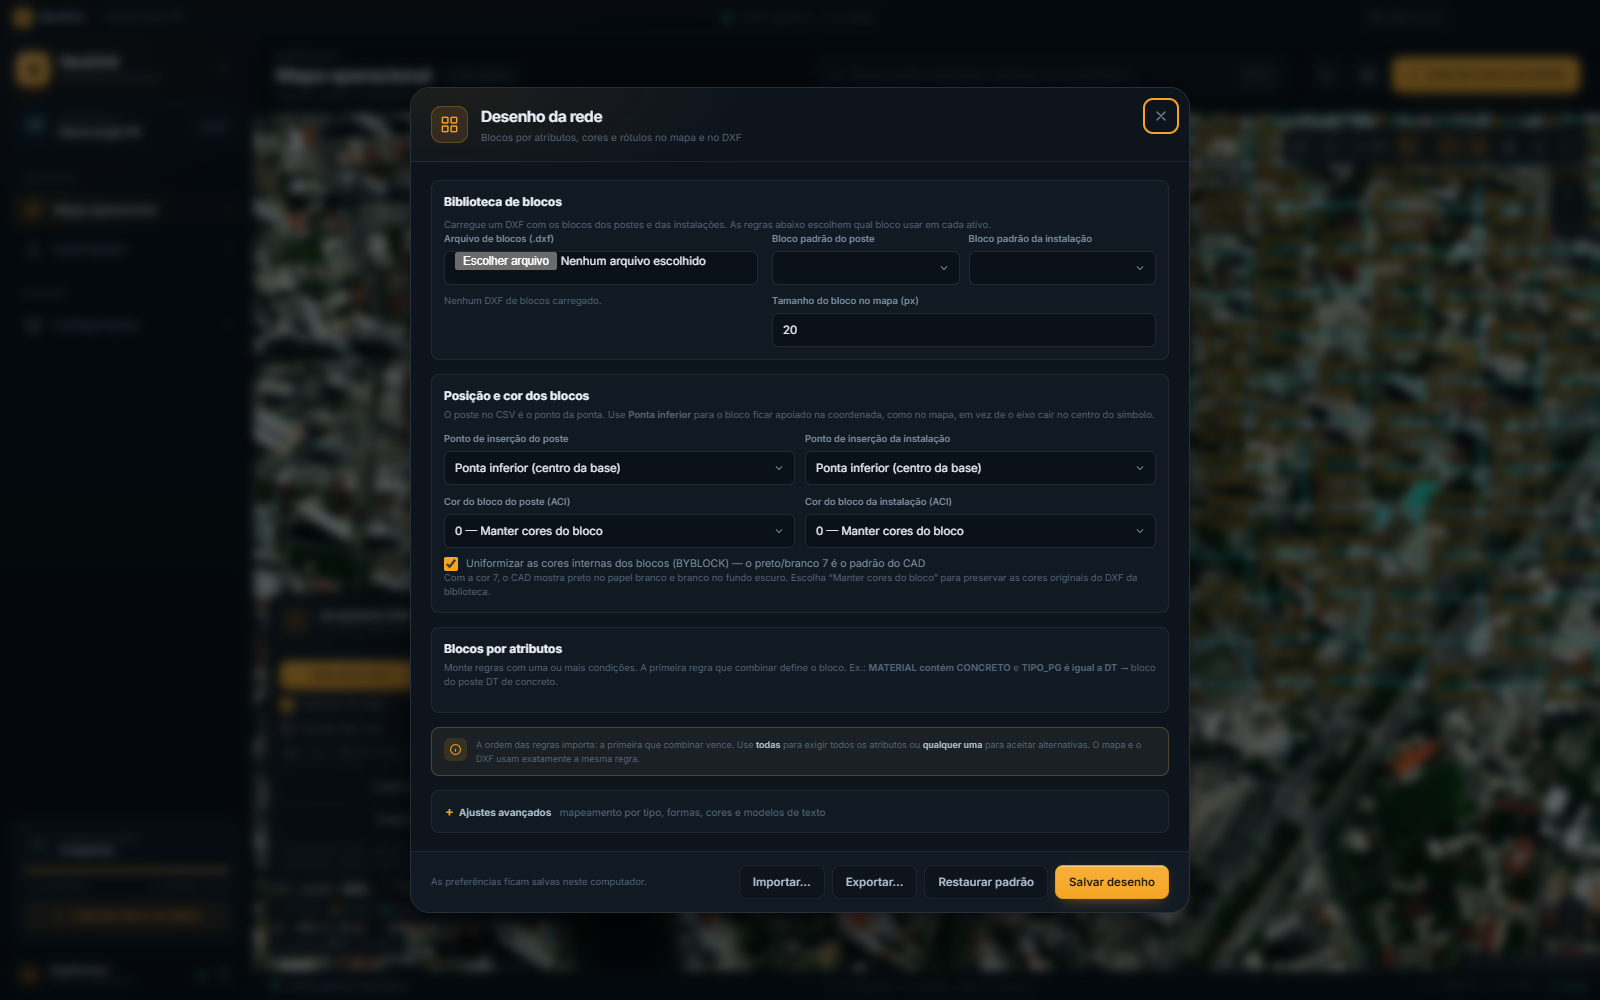 Mapa operacional
Desenho da rede
Blocos por atributos, cores e rótulos no mapa e no DXF
Biblioteca de blocos
Carregue um DXF com os blocos dos postes e das instalações. As regras abaixo escolhem qual bloco usar em cada ativo.
Arquivo de blocos (.dxf)
Bloco padrão do poste
Bloco padrão da instalação
Escolher arquivo Nenhum arquivo escolhido
Nenhum DXF de blocos carregado.
Tamanho do bloco no mapa (px)
20
Posição e cor dos blocos
O poste no CSV é o ponto da ponta. Use Ponta inferior para o bloco ficar apoiado na coordenada, como no mapa, em vez de o eixo cair no centro do símbolo.
Ponto de inserção do poste
Ponto de inserção da instalação
Ponta inferior (centro da base)
Ponta inferior (centro da base)
Cor do bloco do poste (ACI)
Cor do bloco da instalação (ACI)
0 — Manter cores do bloco
0 — Manter cores do bloco
Uniformizar as cores internas dos blocos (BYBLOCK) — o preto/branco 7 é o padrão do CAD
Com a cor 7, o CAD mostra preto no papel branco e branco no fundo escuro. Escolha “Manter cores do bloco” para preservar as cores originais do DXF da
biblioteca.
Blocos por atributos
Monte regras com uma ou mais condições. A primeira regra que combinar define o bloco. Ex.: MATERIAL contém CONCRETO e TIPO_PG é igual a DT → bloco
do poste DT de concreto.
A ordem das regras importa: a primeira que combinar vence. Use todas para exigir todos os atributos ou qualquer uma para aceitar alternativas. O mapa e o
DXF usam exatamente a mesma regra.
+ Ajustes avançados mapeamento por tipo, formas, cores e modelos de texto
As preferências ficam salvas neste computador.
Importar...
Exportar...
Restaurar padrão
Salvar desenho